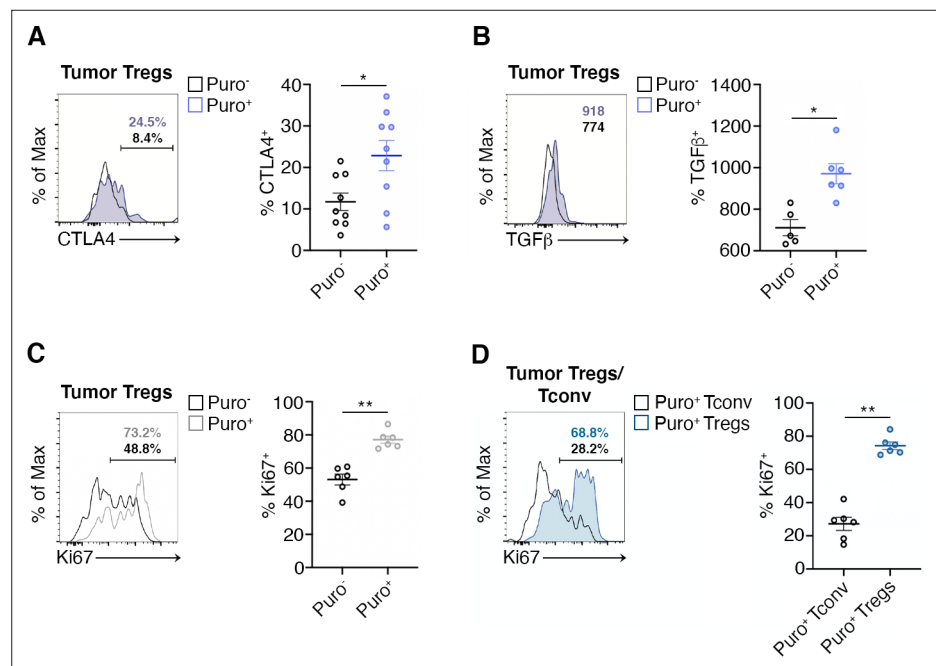 A
Tumor Tregs
Puro⁻
Puro⁺
24.5%
8.4%
% of Max
CTLA4
*
% CTLA4⁺
40
30
20
10
0
Puro⁻
Puro⁺
B
Tumor Tregs
Puro⁻
Puro⁺
918
774
% of Max
TGFβ
*
% TGFβ⁺
1400
1000
800
600
Puro⁻
Puro⁺
C
Tumor Tregs
Puro⁻
Puro⁺
73.2%
48.8%
% of Max
Ki67
**
% Ki67⁺
100
80
60
40
20
0
Puro⁻
Puro⁺
D
Tumor Tregs/
Tconv
Puro⁺ Tconv
Puro⁺ Tregs
68.8%
28.2%
% of Max
Ki67
**
% Ki67⁺
100
80
60
40
20
0
Puro⁺ Tconv
Puro⁺ Tregs